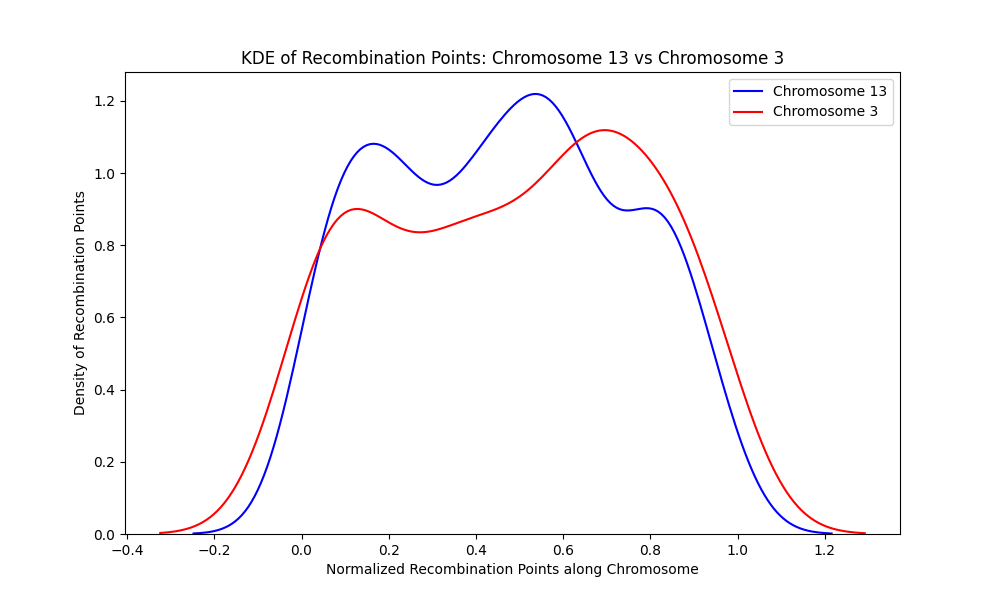 KDE of Recombination Points: Chromosome 13 vs Chromosome 3
Chromosome 13
Chromosome 3
Density of Recombination Points
1.2
1.0
0.8
0.6
0.4
0.2
0.0
−0.4 −0.2 0.0 0.2 0.4 0.6 0.8 1.0 1.2
Normalized Recombination Points along Chromosome